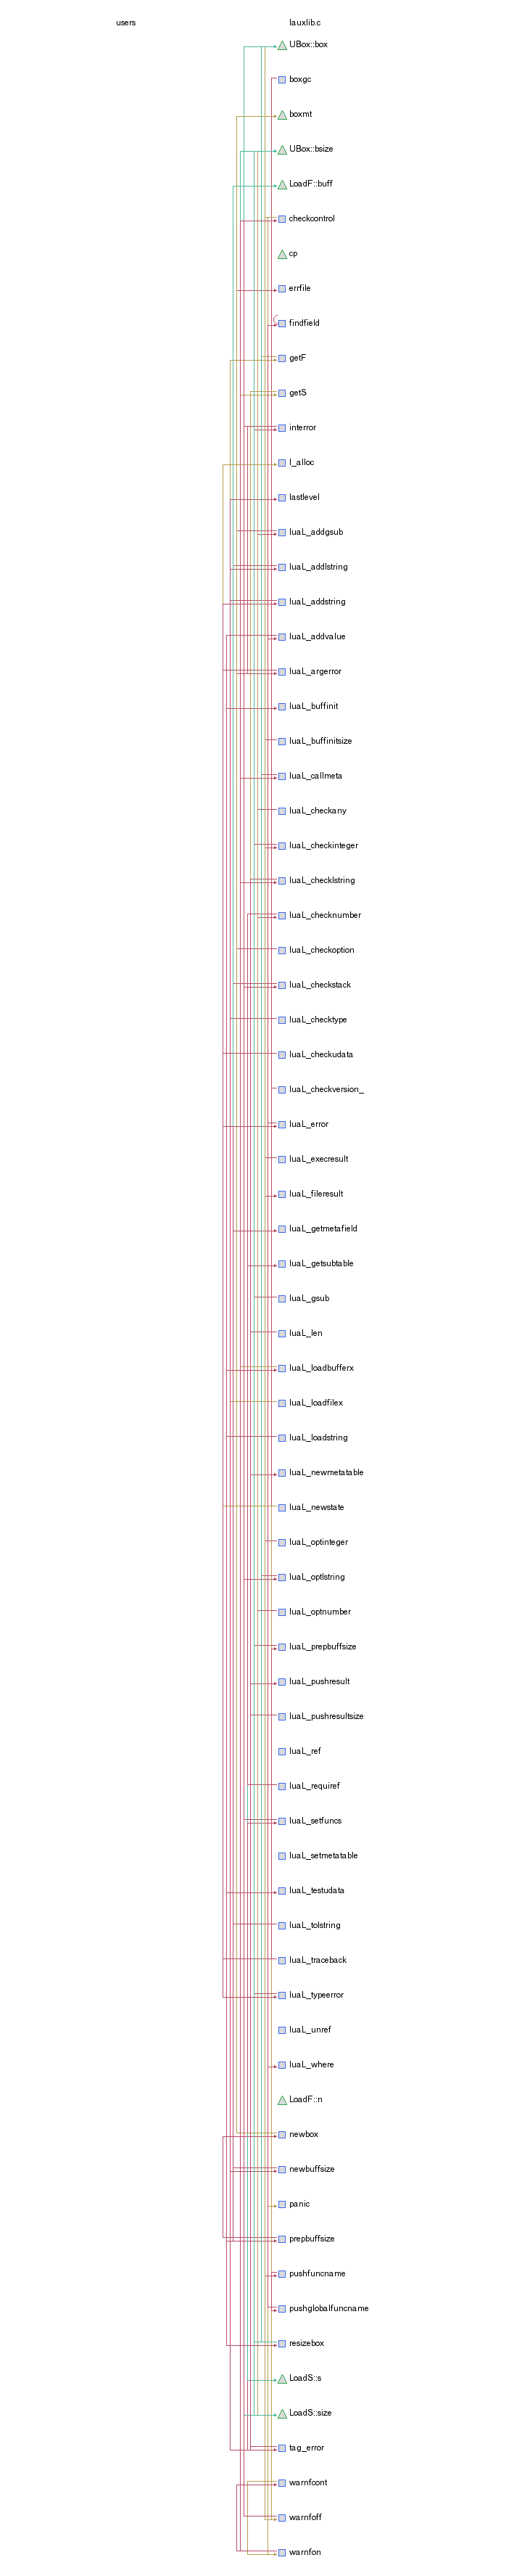 users
lauxlib.c
UBox::box
boxgc
boxmt
UBox::bsize
LoadF::buff
checkcontrol
cp
errfile
findfield
getF
getS
interror
l_alloc
lastlevel
luaL_addgsub
luaL_addlstring
luaL_addstring
luaL_addvalue
luaL_argerror
luaL_buffinit
luaL_buffinitsize
luaL_callmeta
luaL_checkany
luaL_checkinteger
luaL_checklstring
luaL_checknumber
luaL_checkoption
luaL_checkstack
luaL_checktype
luaL_checkudata
luaL_checkversion_
luaL_error
luaL_execresult
luaL_fileresult
luaL_getmetafield
luaL_getsubtable
luaL_gsub
luaL_len
luaL_loadbufferx
luaL_loadfilex
luaL_loadstring
luaL_newmetatable
luaL_newstate
luaL_optinteger
luaL_optlstring
luaL_optnumber
luaL_prepbuffsize
luaL_pushresult
luaL_pushresultsize
luaL_ref
luaL_requiref
luaL_setfuncs
luaL_setmetatable
luaL_testudata
luaL_tolstring
luaL_traceback
luaL_typeerror
luaL_unref
luaL_where
LoadF::n
newbox
newbuffsize
panic
prepbuffsize
pushfuncname
pushglobalfuncname
resizebox
LoadS::s
LoadS::size
tag_error
warnfcont
warnfoff
warnfon